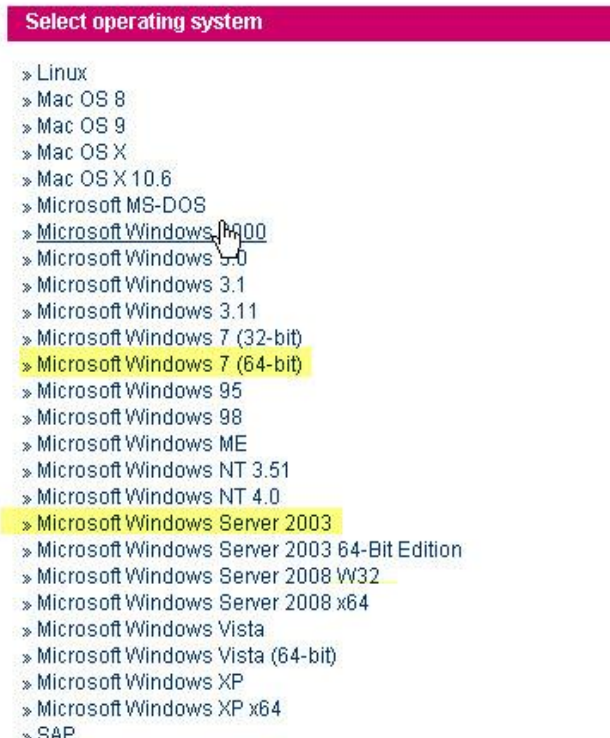 Select operating system
» Linux
» Mac OS 8
» Mac OS 9
» Mac OS X
» Mac OS X 10.6
» Microsoft MS-DOS
» Microsoft Windows
» Microsoft Windows 3.0
» Microsoft Windows 3.1
» Microsoft Windows 3.11
» Microsoft Windows 7 (32-bit)
» Microsoft Windows 7 (64-bit)
» Microsoft Windows 95
» Microsoft Windows 98
» Microsoft Windows ME
» Microsoft Windows NT 3.51
» Microsoft Windows NT 4.0
» Microsoft Windows Server 2003
» Microsoft Windows Server 2003 64-Bit Edition
» Microsoft Windows Server 2008 W32
» Microsoft Windows Server 2008 x64
» Microsoft Windows Vista
» Microsoft Windows Vista (64-bit)
» Microsoft Windows XP
» Microsoft Windows XP x64
» SAP